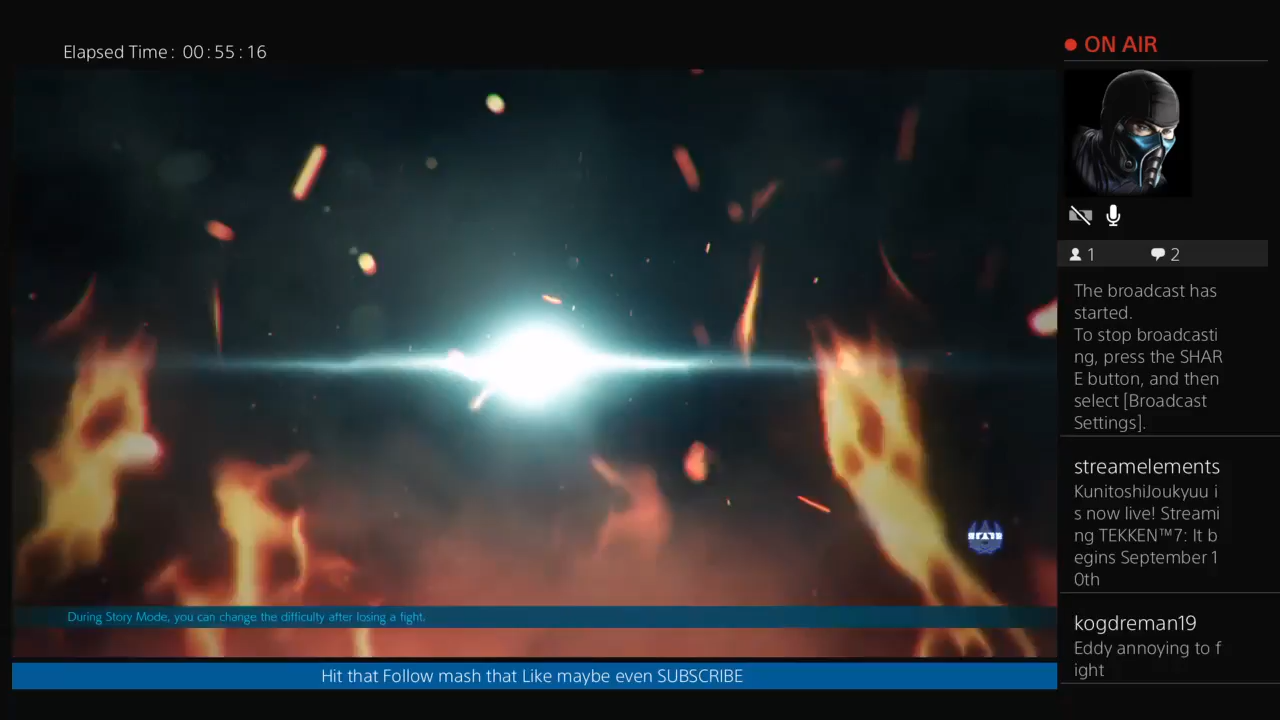 Elapsed Time: 00:55:16
ON AIR
1
2
The broadcast has
started.
To stop broadcasti
ng, press the SHAR
E button, and then
select [Broadcast
Settings].
streamelements
KunitoshiJoukyuu i
s now live! Streami
ng TEKKEN™7: It b
egins September 1
0th
kogdreman19
Eddy annoying to f
ight
During Story Mode, you can change the difficulty after losing a fight.
Hit that Follow mash that Like maybe even SUBSCRIBE